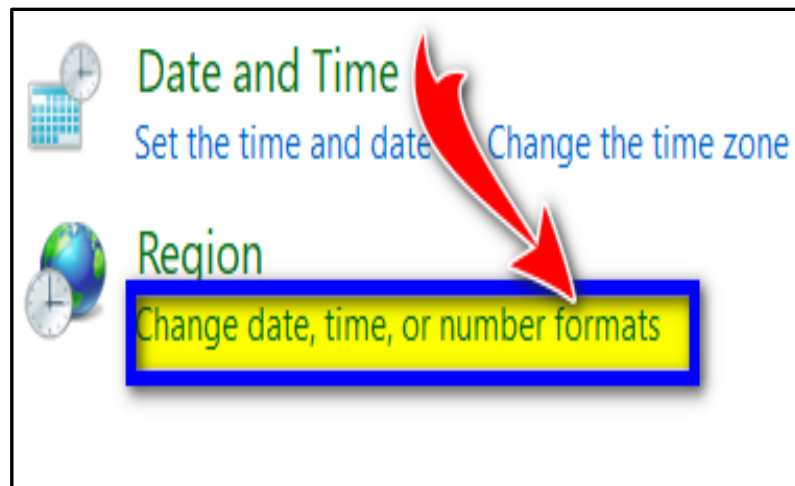 Date and Time
Set the time and date Change the time zone
Region
Change date, time, or number formats